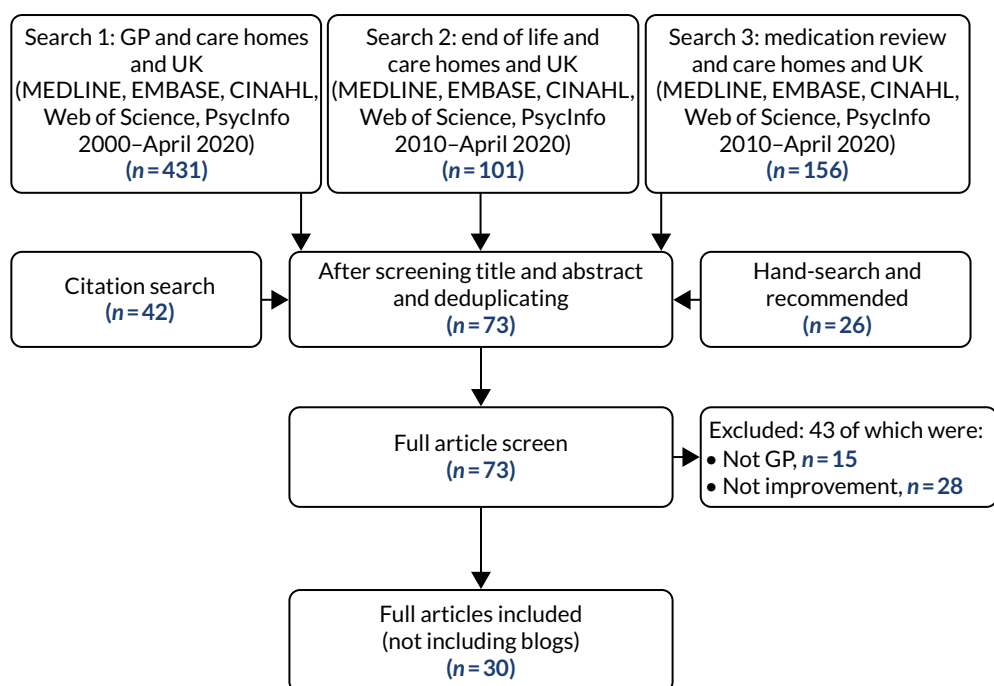 Search 1: GP and care homes
and UK
(MEDLINE, EMBASE, CINAHL,
Web of Science, PsycInfo
2000–April 2020)
(n=431)
Search 2: end of life and
care homes and UK
(MEDLINE, EMBASE, CINAHL,
Web of Science, PsycInfo
2010–April 2020)
(n=101)
Search 3: medication review
and care homes and UK
(MEDLINE, EMBASE, CINAHL,
Web of Science, PsycInfo
2010–April 2020)
(n=156)
Citation search
(n=42)
After screening title and abstract
and deduplicating
(n=73)
Hand-search and
recommended
(n=26)
Full article screen
(n=73)
Excluded: 43 of which were:
• Not GP, n=15
• Not improvement, n=28
Full articles included
(not including blogs)
(n=30)